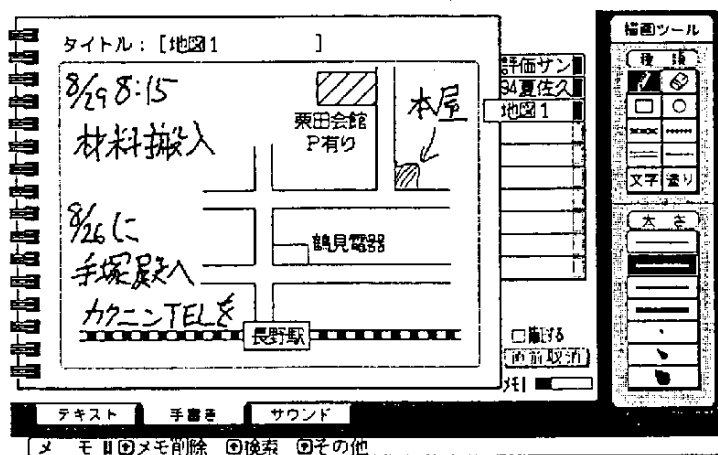 タイトル：[地図1 ]
8/29 8:15
材料搬入
栗田会館
P有り
本屋
8/26に
手塚殿へ
カクニンTELを
鶴見電器
長野駅
評価サン
94夏佐久
地図1
直前取消
メモ1
テキスト
手書き
サウンド
メモ
メモ削除
検索
その他
描画ツール
種類
文字
塗り
太さ